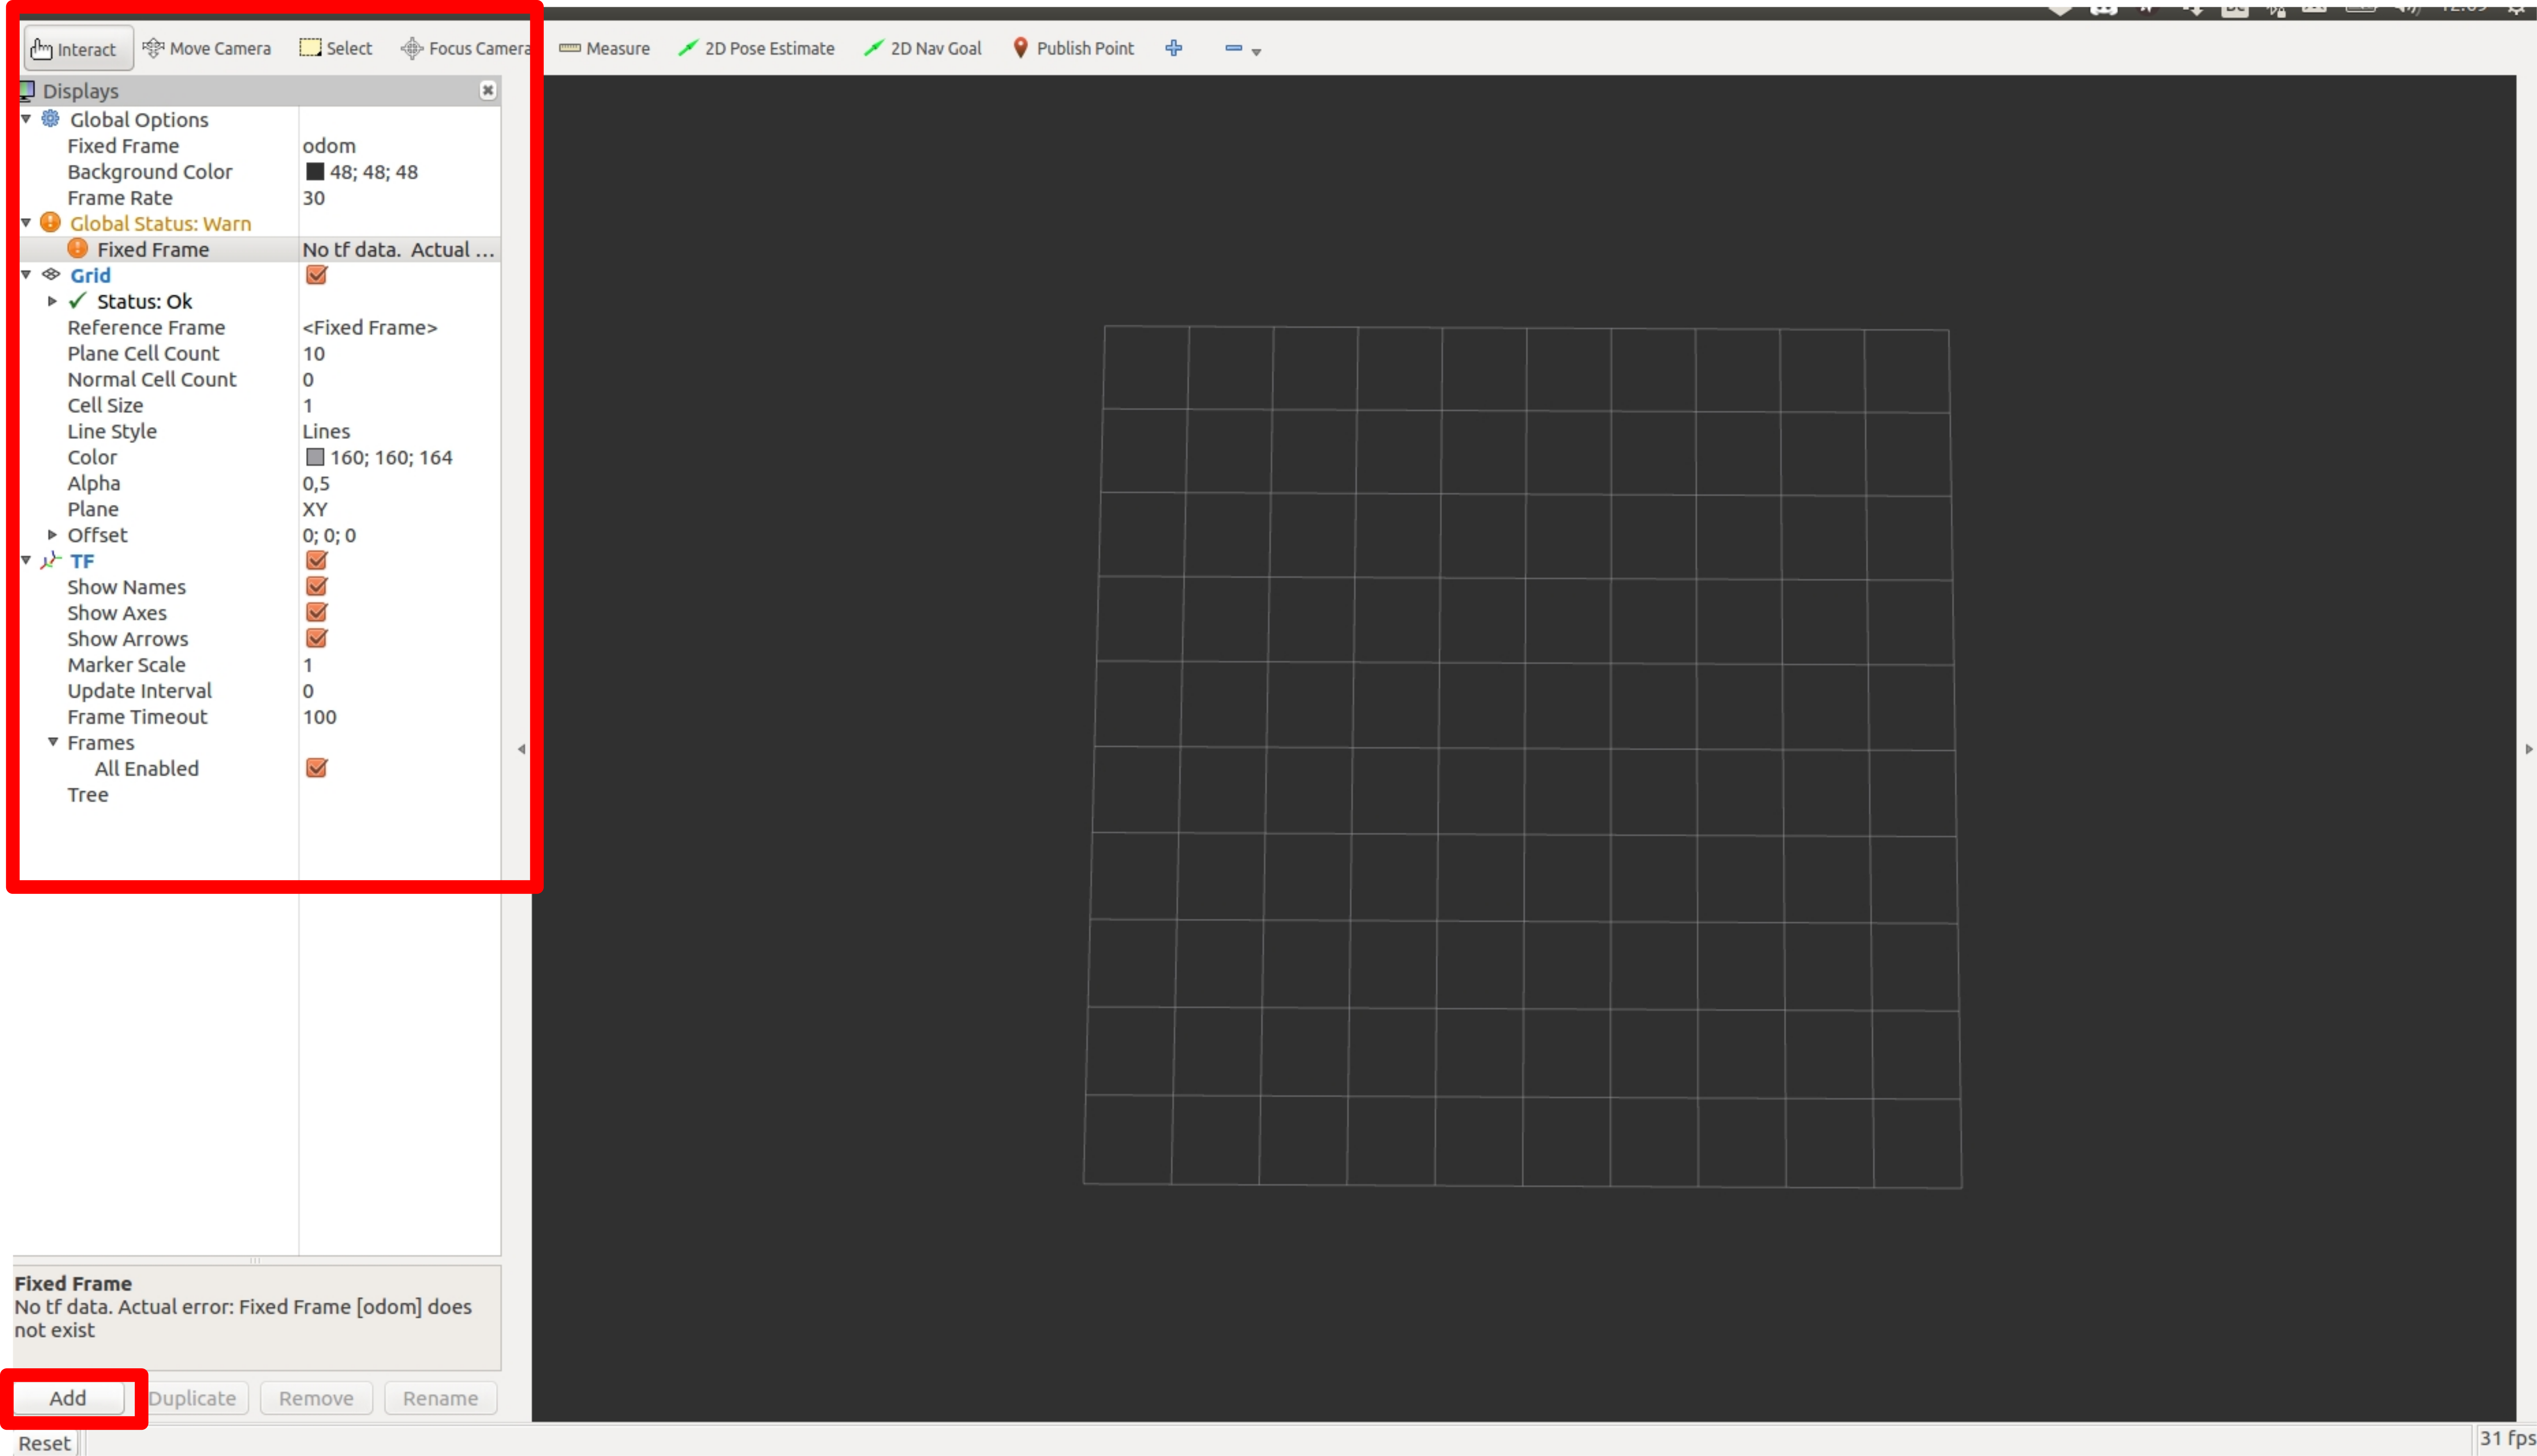 Interact Move Camera Select Focus Camera Measure 2D Pose Estimate 2D Nav Goal Publish Point
Displays
Global Options
Fixed Frame odom
Background Color 48; 48; 48
Frame Rate 30
Global Status: Warn
Fixed Frame No tf data. Actual ...
Grid
Status: Ok
Reference Frame <Fixed Frame>
Plane Cell Count 10
Normal Cell Count 0
Cell Size 1
Line Style Lines
Color 160; 160; 164
Alpha 0,5
Plane XY
Offset 0; 0; 0
TF
Show Names
Show Axes
Show Arrows
Marker Scale 1
Update Interval 0
Frame Timeout 100
Frames
All Enabled
Tree
Fixed Frame
No tf data. Actual error: Fixed Frame [odom] does
not exist
Add Duplicate Remove Rename
Reset
31 fps